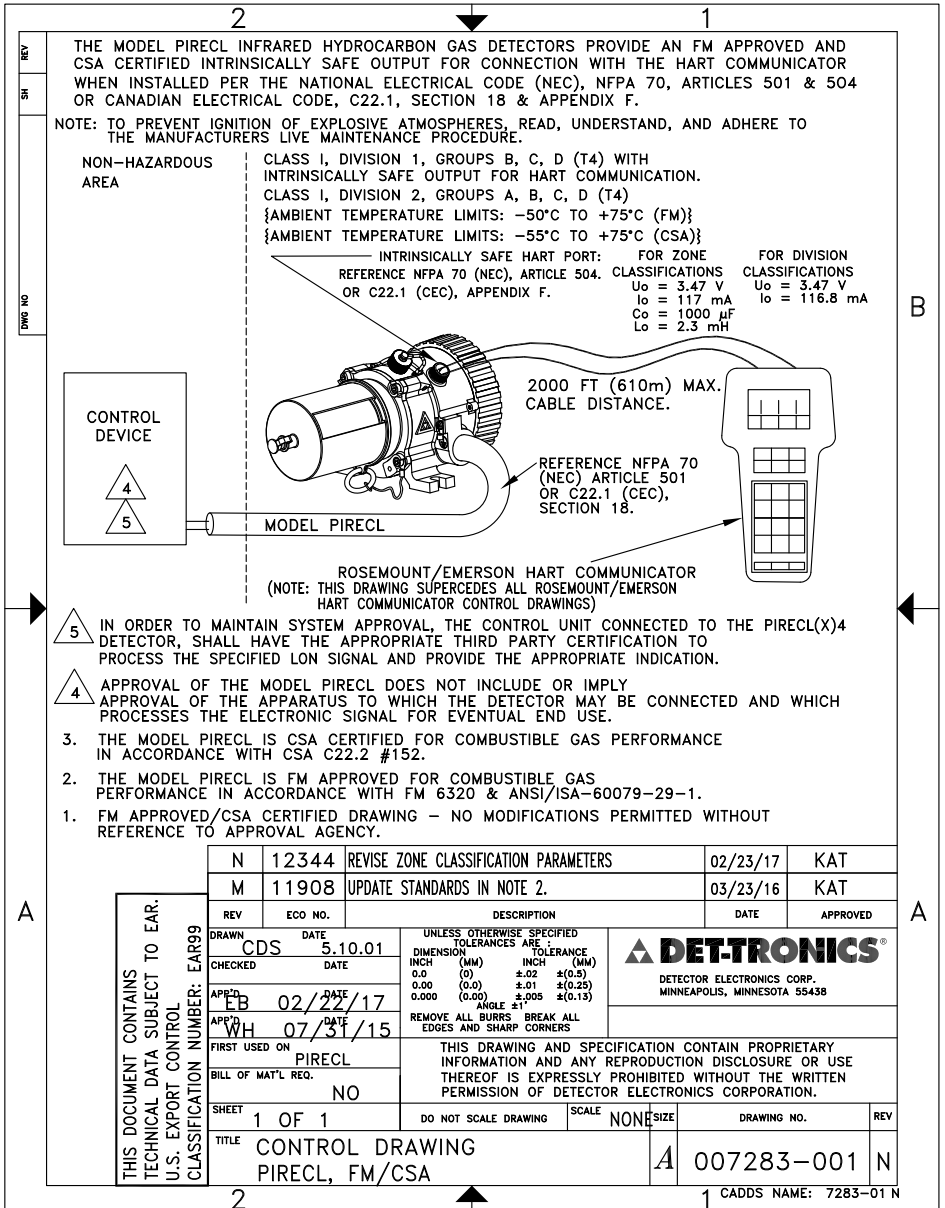 2 1
REV
SH
DWG NO
THE MODEL PIRECL INFRARED HYDROCARBON GAS DETECTORS PROVIDE AN FM APPROVED AND
CSA CERTIFIED INTRINSICALLY SAFE OUTPUT FOR CONNECTION WITH THE HART COMMUNICATOR
WHEN INSTALLED PER THE NATIONAL ELECTRICAL CODE (NEC), NFPA 70, ARTICLES 501 & 504
OR CANADIAN ELECTRICAL CODE, C22.1, SECTION 18 & APPENDIX F.
NOTE: TO PREVENT IGNITION OF EXPLOSIVE ATMOSPHERES, READ, UNDERSTAND, AND ADHERE TO
THE MANUFACTURERS LIVE MAINTENANCE PROCEDURE.
NON-HAZARDOUS
AREA
CLASS I, DIVISION 1, GROUPS B, C, D (T4) WITH
INTRINSICALLY SAFE OUTPUT FOR HART COMMUNICATION.
CLASS I, DIVISION 2, GROUPS A, B, C, D (T4)
{AMBIENT TEMPERATURE LIMITS: -50°C TO +75°C (FM)}
{AMBIENT TEMPERATURE LIMITS: -55°C TO +75°C (CSA)}
INTRINSICALLY SAFE HART PORT:
REFERENCE NFPA 70 (NEC), ARTICLE 504.
OR C22.1 (CEC), APPENDIX F.
FOR ZONE
CLASSIFICATIONS
Uo = 3.47 V
Io = 117 mA
Co = 1000 µF
Lo = 2.3 mH
FOR DIVISION
CLASSIFICATIONS
Uo = 3.47 V
Io = 116.8 mA
B
2000 FT (610m) MAX.
CABLE DISTANCE.
CONTROL
DEVICE
4
5
MODEL PIRECL
REFERENCE NFPA 70
(NEC) ARTICLE 501
OR C22.1 (CEC),
SECTION 18.
ROSEMOUNT/EMERSON HART COMMUNICATOR
(NOTE: THIS DRAWING SUPERCEDES ALL ROSEMOUNT/EMERSON
HART COMMUNICATOR CONTROL DRAWINGS)
5 IN ORDER TO MAINTAIN SYSTEM APPROVAL, THE CONTROL UNIT CONNECTED TO THE PIRECL(X)4
DETECTOR, SHALL HAVE THE APPROPRIATE THIRD PARTY CERTIFICATION TO
PROCESS THE SPECIFIED LON SIGNAL AND PROVIDE THE APPROPRIATE INDICATION.
4 APPROVAL OF THE MODEL PIRECL DOES NOT INCLUDE OR IMPLY
APPROVAL OF THE APPARATUS TO WHICH THE DETECTOR MAY BE CONNECTED AND WHICH
PROCESSES THE ELECTRONIC SIGNAL FOR EVENTUAL END USE.
3. THE MODEL PIRECL IS CSA CERTIFIED FOR COMBUSTIBLE GAS PERFORMANCE
IN ACCORDANCE WITH CSA C22.2 #152.
2. THE MODEL PIRECL IS FM APPROVED FOR COMBUSTIBLE GAS
PERFORMANCE IN ACCORDANCE WITH FM 6320 & ANSI/ISA-60079-29-1.
1. FM APPROVED/CSA CERTIFIED DRAWING - NO MODIFICATIONS PERMITTED WITHOUT
REFERENCE TO APPROVAL AGENCY.
N 12344 REVISE ZONE CLASSIFICATION PARAMETERS 02/23/17 KAT
M 11908 UPDATE STANDARDS IN NOTE 2. 03/23/16 KAT
REV ECO NO. DESCRIPTION DATE APPROVED
A A
THIS DOCUMENT CONTAINS
TECHNICAL DATA SUBJECT TO EAR.
U.S. EXPORT CONTROL
CLASSIFICATION NUMBER: EAR99
DRAWN DATE
CDS 5.10.01
CHECKED DATE
APP'D DATE
EB 02/22/17
APP'D DATE
WH 07/31/15
FIRST USED ON
PIRECL
BILL OF MAT'L REQ.
NO
UNLESS OTHERWISE SPECIFIED
TOLERANCES ARE :
DIMENSION TOLERANCE
INCH (MM) INCH (MM)
0.0 (0) ±.02 ±(0.5)
0.00 (0.0) ±.01 ±(0.25)
0.000 (0.00) ±.005 ±(0.13)
ANGLE ±1°
REMOVE ALL BURRS BREAK ALL
EDGES AND SHARP CORNERS
DET-TRONICS®
DETECTOR ELECTRONICS CORP.
MINNEAPOLIS, MINNESOTA 55438
THIS DRAWING AND SPECIFICATION CONTAIN PROPRIETARY
INFORMATION AND ANY REPRODUCTION DISCLOSURE OR USE
THEREOF IS EXPRESSLY PROHIBITED WITHOUT THE WRITTEN
PERMISSION OF DETECTOR ELECTRONICS CORPORATION.
SHEET 1 OF 1
DO NOT SCALE DRAWING
SCALE NONE
SIZE A
DRAWING NO. 007283-001
REV N
TITLE CONTROL DRAWING
PIRECL, FM/CSA
2 1
CADDS NAME: 7283-01 N